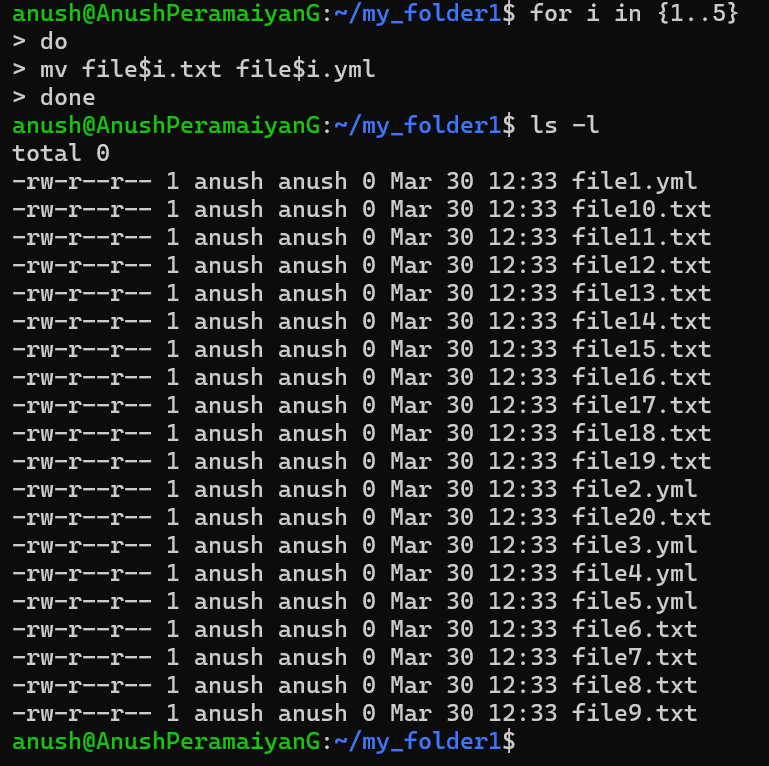 anush@AnushPeramaiyanG:~/my_folder1$ for i in {1..5}
> do
> mv file$i.txt file$i.yml
> done
anush@AnushPeramaiyanG:~/my_folder1$ ls -l
total 0
-rw-r--r-- 1 anush anush 0 Mar 30 12:33 file1.yml
-rw-r--r-- 1 anush anush 0 Mar 30 12:33 file10.txt
-rw-r--r-- 1 anush anush 0 Mar 30 12:33 file11.txt
-rw-r--r-- 1 anush anush 0 Mar 30 12:33 file12.txt
-rw-r--r-- 1 anush anush 0 Mar 30 12:33 file13.txt
-rw-r--r-- 1 anush anush 0 Mar 30 12:33 file14.txt
-rw-r--r-- 1 anush anush 0 Mar 30 12:33 file15.txt
-rw-r--r-- 1 anush anush 0 Mar 30 12:33 file16.txt
-rw-r--r-- 1 anush anush 0 Mar 30 12:33 file17.txt
-rw-r--r-- 1 anush anush 0 Mar 30 12:33 file18.txt
-rw-r--r-- 1 anush anush 0 Mar 30 12:33 file19.txt
-rw-r--r-- 1 anush anush 0 Mar 30 12:33 file2.yml
-rw-r--r-- 1 anush anush 0 Mar 30 12:33 file20.txt
-rw-r--r-- 1 anush anush 0 Mar 30 12:33 file3.yml
-rw-r--r-- 1 anush anush 0 Mar 30 12:33 file4.yml
-rw-r--r-- 1 anush anush 0 Mar 30 12:33 file5.yml
-rw-r--r-- 1 anush anush 0 Mar 30 12:33 file6.txt
-rw-r--r-- 1 anush anush 0 Mar 30 12:33 file7.txt
-rw-r--r-- 1 anush anush 0 Mar 30 12:33 file8.txt
-rw-r--r-- 1 anush anush 0 Mar 30 12:33 file9.txt
anush@AnushPeramaiyanG:~/my_folder1$